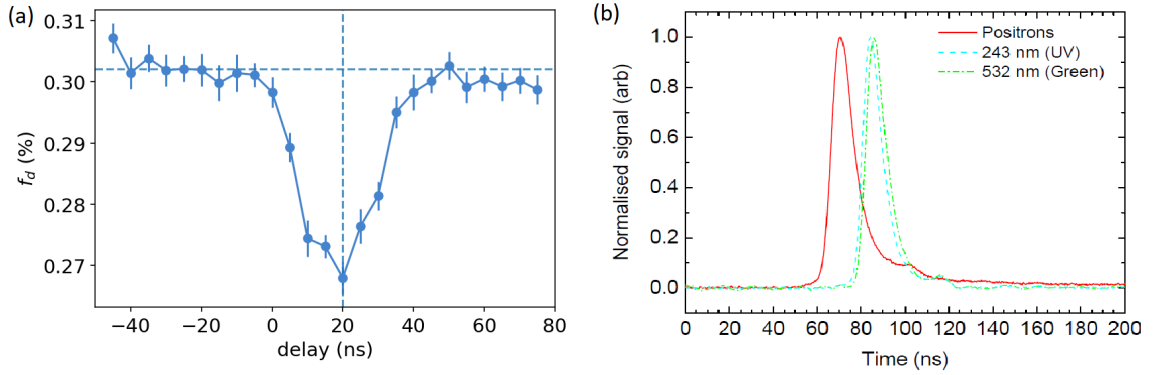 (a)
0.31
0.30
0.29
0.28
0.27
f_d (%)
−40 −20 0 20 40 60 80
delay (ns)
(b)
1.0
0.8
0.6
0.4
0.2
0.0
Normalised signal (arb)
Positrons
243 nm (UV)
532 nm (Green)
0 20 40 60 80 100 120 140 160 180 200
Time (ns)